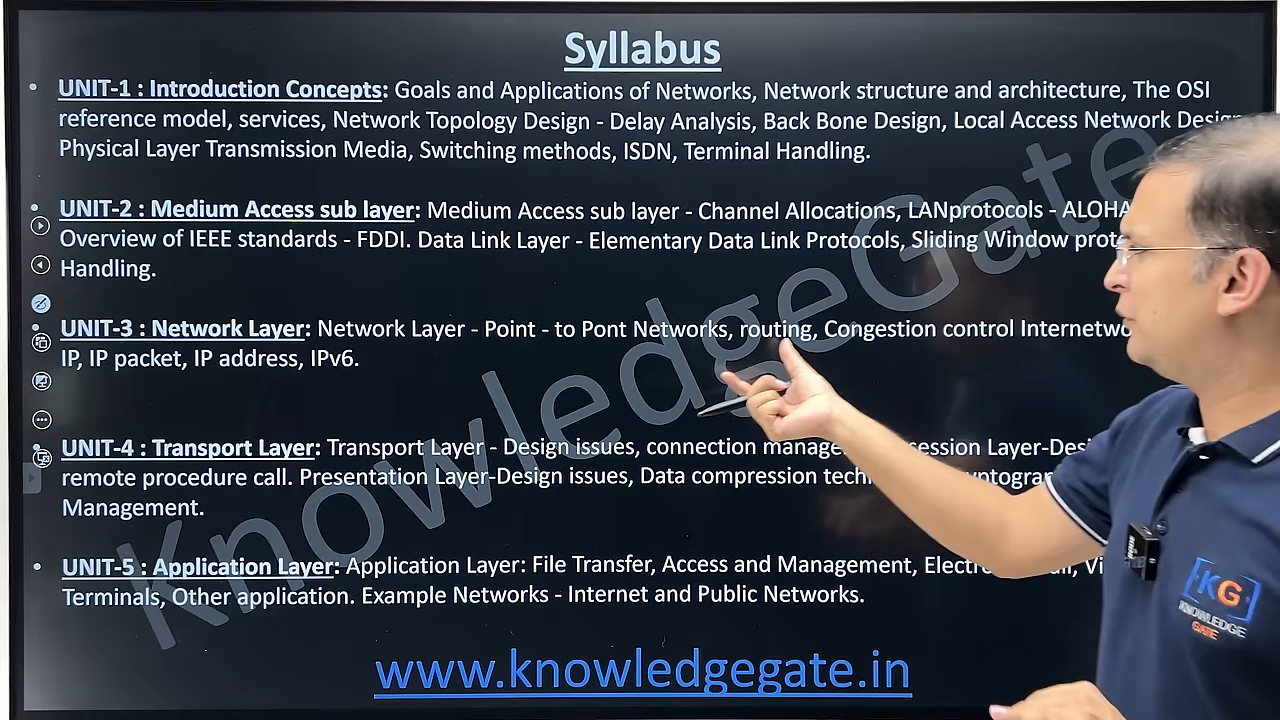 Syllabus
• UNIT-1 : Introduction Concepts: Goals and Applications of Networks, Network structure and architecture, The OSI
reference model, services, Network Topology Design - Delay Analysis, Back Bone Design, Local Access Network Design
Physical Layer Transmission Media, Switching methods, ISDN, Terminal Handling.
• UNIT-2 : Medium Access sub layer: Medium Access sub layer - Channel Allocations, LANprotocols - ALOHA
Overview of IEEE standards - FDDI. Data Link Layer - Elementary Data Link Protocols, Sliding Window
Handling.
• UNIT-3 : Network Layer: Network Layer - Point - to Pont Networks, routing, Congestion control
IP, IP packet, IP address, IPv6.
• UNIT-4 : Transport Layer: Transport Layer - Design issues, connection
remote procedure call. Presentation Layer-Design issues, Data compression
Management.
• UNIT-5 : Application Layer: Application Layer: File Transfer, Access and Management,
Terminals, Other application. Example Networks - Internet and Public Networks.
www.knowledgegate.in
KnowledgeGate
KG
KNOWLEDGE
GATE